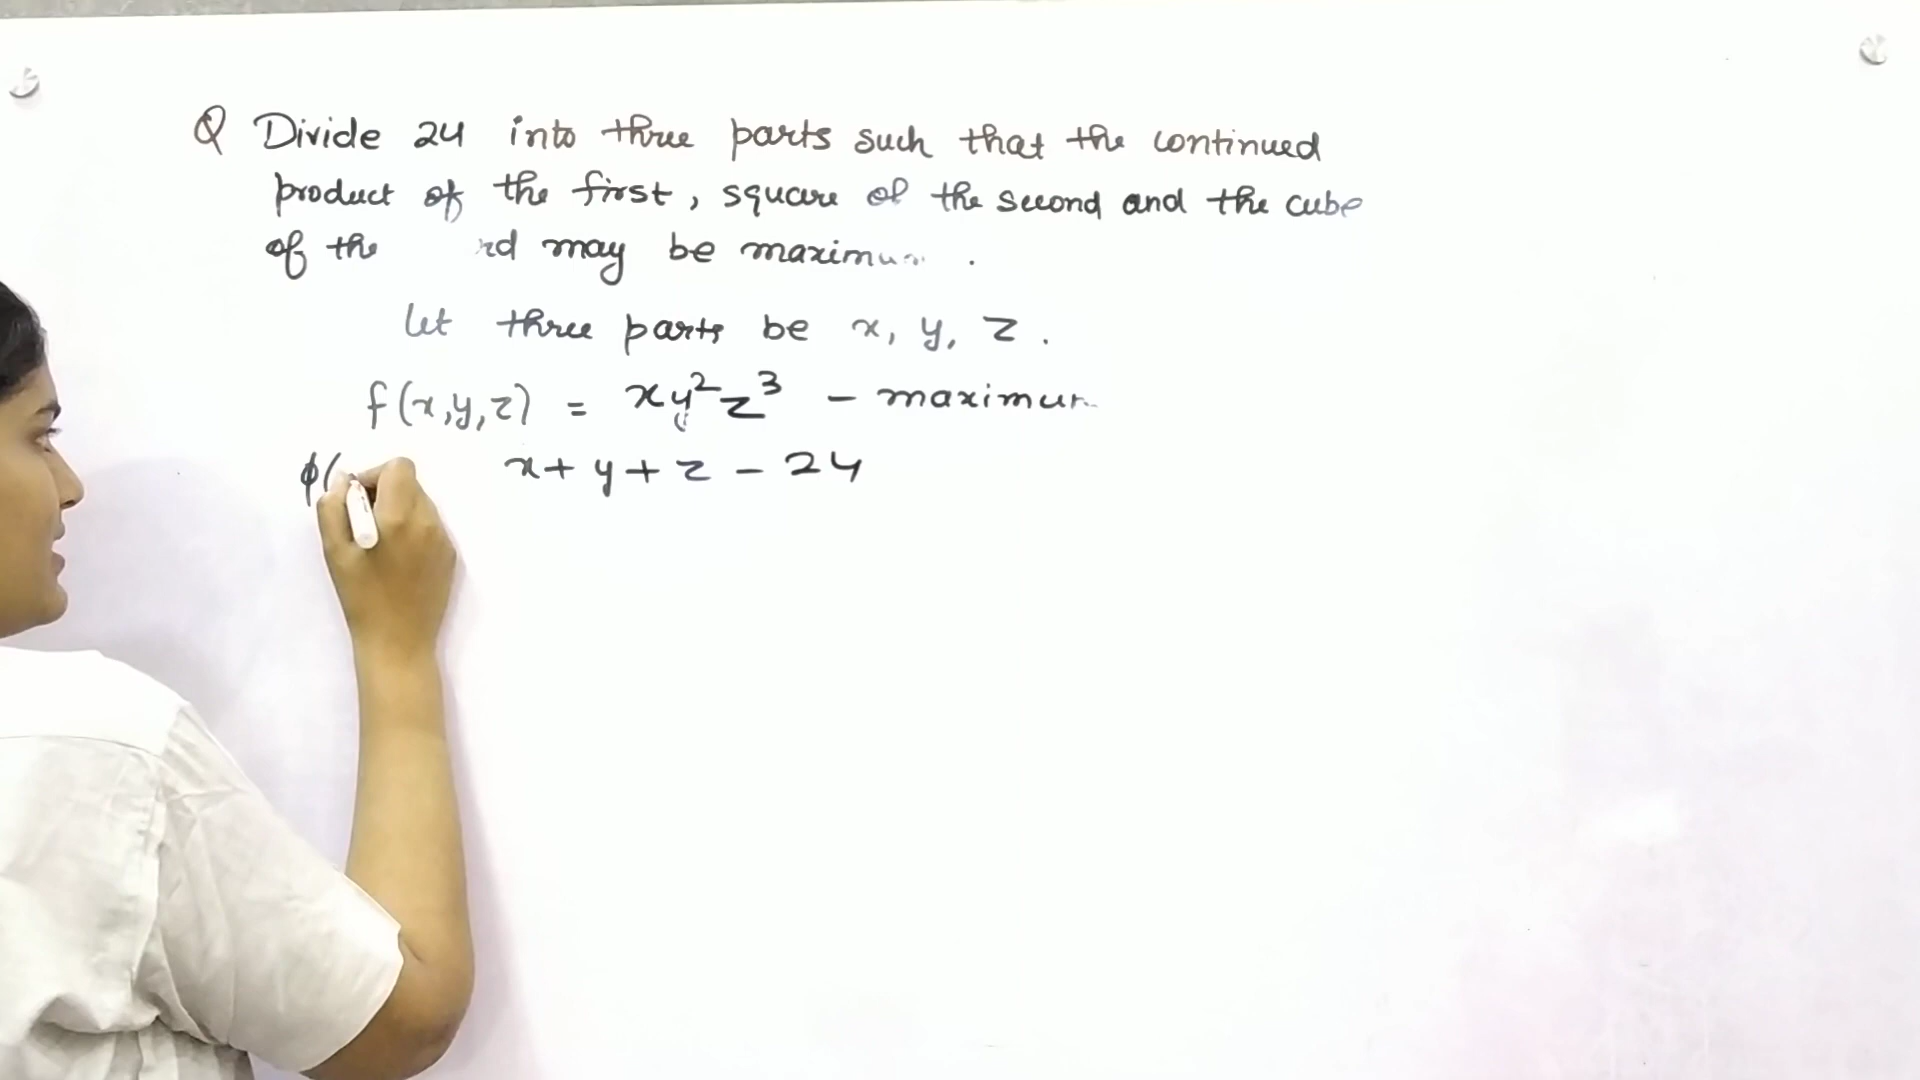 Q Divide 24 into three parts such that the continued
product of the first, square of the second and the cube
of the rd may be maximum.
Let three parts be x, y, z.
f(x,y,z) = xy²z³ - maximum
ϕ( x+y+z-24